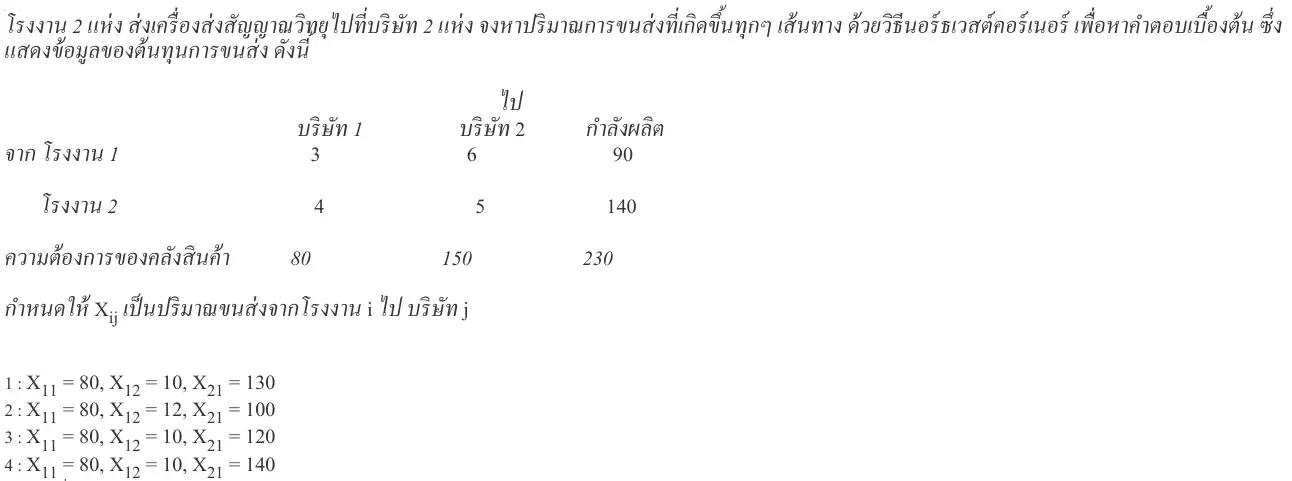 โรงงาน 2 แห่ง ส่งเครื่องส่งสัญญาณวิทยุไปที่บริษัท 2 แห่ง จงหาปริมาณการขนส่งที่เกิดขึ้นทุกๆ เส้นทาง ด้วยวิธีนอร์ธเวสต์คอร์เนอร์ เพื่อหาคำตอบเบื้องต้น ซึ่ง
แสดงข้อมูลของต้นทุนการขนส่ง ดังนี้
ไป
บริษัท 1 บริษัท 2 กำลังผลิต
จาก โรงงาน 1 3 6 90
โรงงาน 2 4 5 140
ความต้องการของคลังสินค้า 80 150 230
กำหนดให้ Xij เป็นปริมาณขนส่งจากโรงงาน i ไป บริษัท j
1 : X11 = 80, X12 = 10, X21 = 130
2 : X11 = 80, X12 = 12, X21 = 100
3 : X11 = 80, X12 = 10, X21 = 120
4 : X11 = 80, X12 = 10, X21 = 140